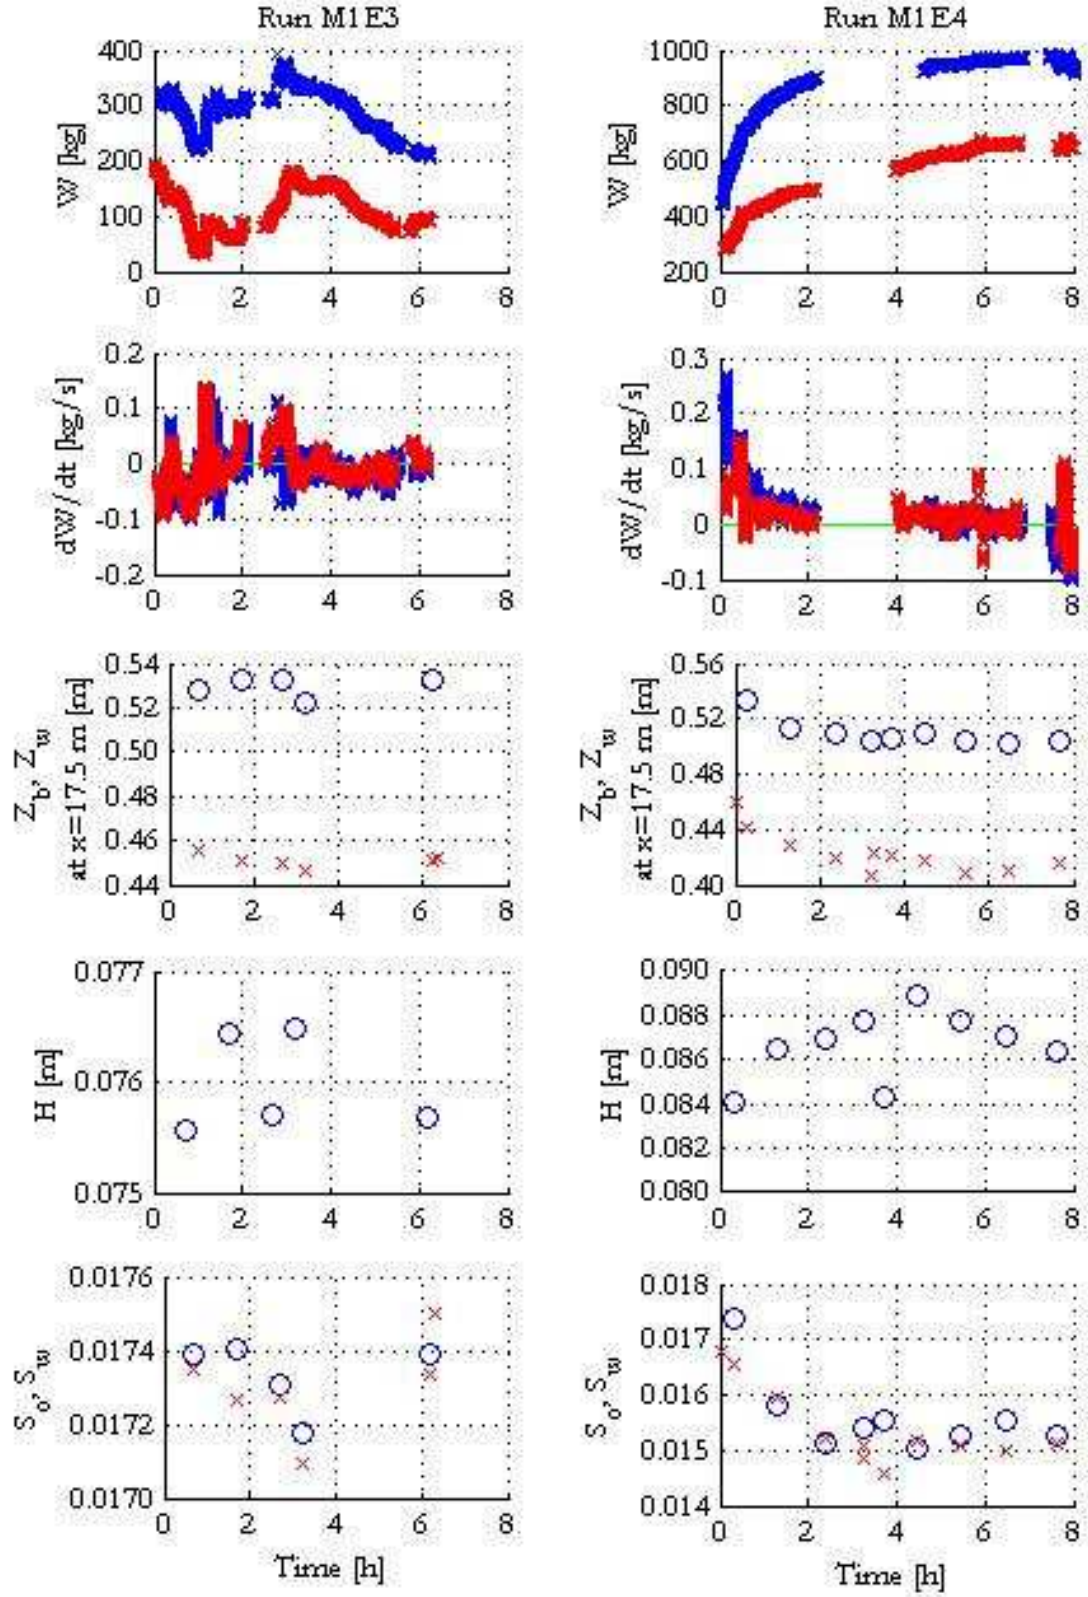 Run M1E3
400
300
200
100
0
W [kg]
0 2 4 6 8
Run M1E4
1000
800
600
400
200
W [kg]
0 2 4 6 8
0.2
0.1
0
-0.1
-0.2
dW/dt [kg/s]
0 2 4 6 8
0.3
0.2
0.1
0
-0.1
dW/dt [kg/s]
0 2 4 6 8
0.54
0.52
0.50
0.48
0.46
0.44
Z_b, Z_w
at x=17.5 m [m]
0 2 4 6 8
0.56
0.52
0.48
0.44
0.40
Z_b, Z_w
at x=17.5 m [m]
0 2 4 6 8
0.077
0.076
0.075
H [m]
0 2 4 6 8
0.090
0.088
0.086
0.084
0.082
0.080
H [m]
0 2 4 6 8
0.0176
0.0174
0.0172
0.0170
S_o, S_w
0 2 4 6 8
Time [h]
0.018
0.017
0.016
0.015
0.014
S_o, S_w
0 2 4 6 8
Time [h]